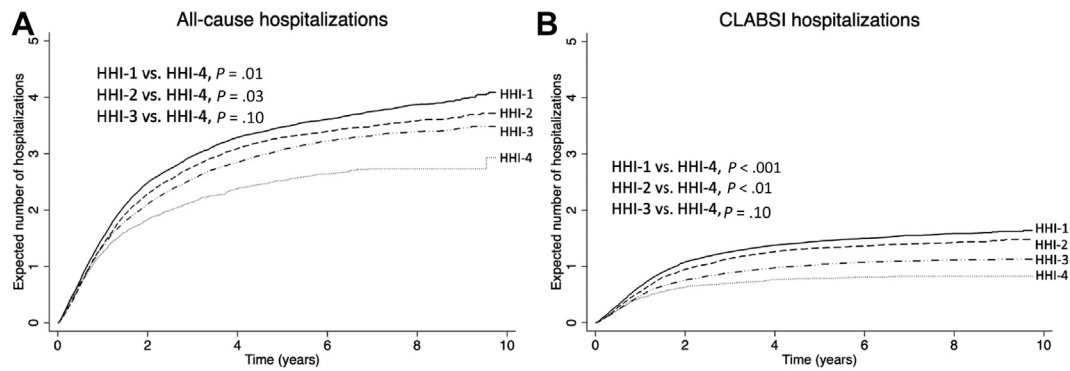 A
All-cause hospitalizations
Expected number of hospitalizations
5
4
3
2
1
0
HHI-1 vs. HHI-4, P = .01
HHI-2 vs. HHI-4, P = .03
HHI-3 vs. HHI-4, P = .10
HHI-1
HHI-2
HHI-3
HHI-4
0 2 4 6 8 10
Time (years)
B
CLABSI hospitalizations
Expected number of hospitalizations
5
4
3
2
1
0
HHI-1 vs. HHI-4, P < .001
HHI-2 vs. HHI-4, P < .01
HHI-3 vs. HHI-4, P = .10
HHI-1
HHI-2
HHI-3
HHI-4
0 2 4 6 8 10
Time (years)